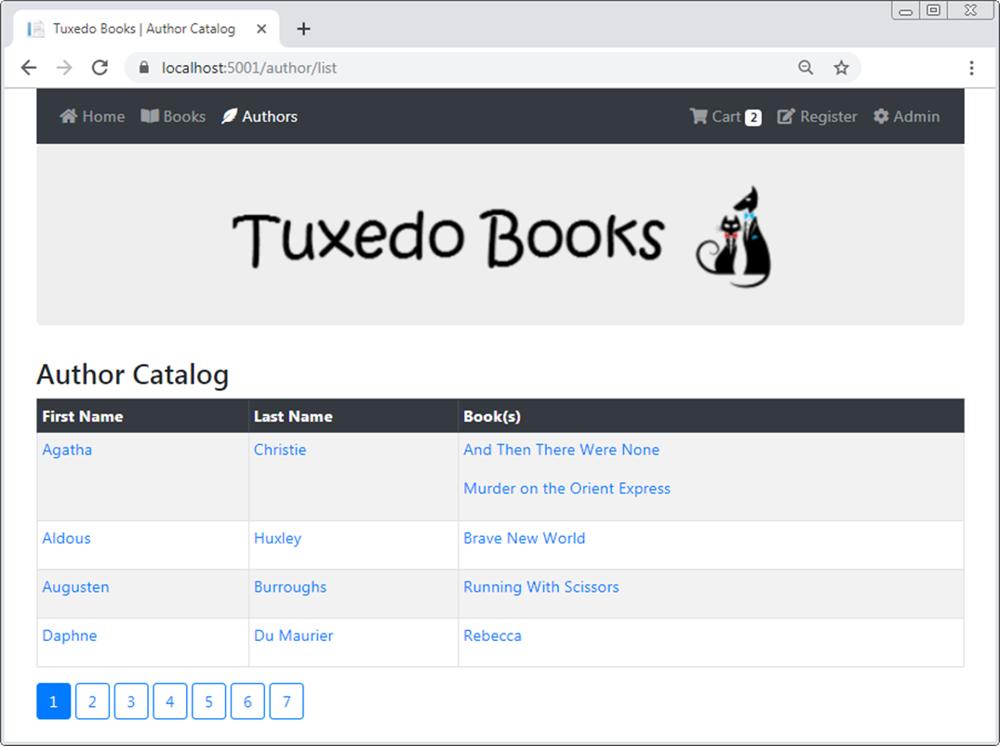 Tuxedo Books | Author Catalog
localhost:5001/author/list
Home Books Authors Cart 2 Register Admin
Tuxedo Books
Author Catalog
First Name Last Name Book(s)
Agatha Christie And Then There Were None
Murder on the Orient Express
Aldous Huxley Brave New World
Augusten Burroughs Running With Scissors
Daphne Du Maurier Rebecca
1 2 3 4 5 6 7